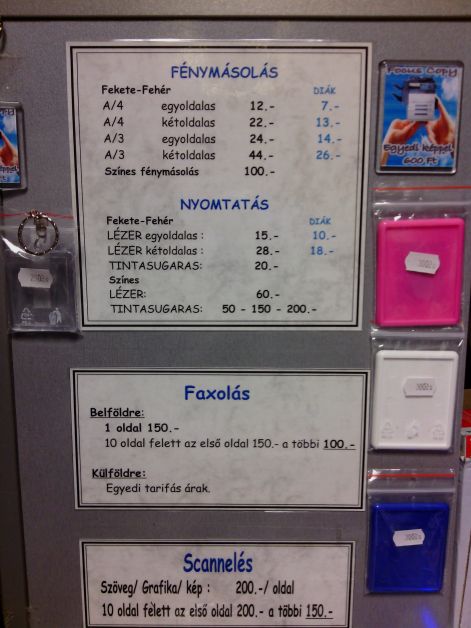 FÉNYMÁSOLÁS
Fekete-Fehér DIÁK
A/4 egyoldalas 12.- 7.-
A/4 kétoldalas 22.- 13.-
A/3 egyoldalas 24.- 14.-
A/3 kétoldalas 44.- 26.-
Színes fénymásolás 100.-
NYOMTATÁS
Fekete-Fehér DIÁK
LÉZER egyoldalas : 15.- 10.-
LÉZER kétoldalas : 28.- 18.-
TINTASUGARAS: 20.-
Színes
LÉZER: 60.-
TINTASUGARAS: 50 - 150 - 200.-
Faxolás
Belföldre:
1 oldal 150.-
10 oldal felett az első oldal 150.- a többi 100.-
Külföldre:
Egyedi tarifás árak.
Scannelés
Szöveg/ Grafika/ kép : 200.-/ oldal
10 oldal felett az első oldal 200.- a többi 150.-
Focus Copy
Egyedi képpel
600 Ft